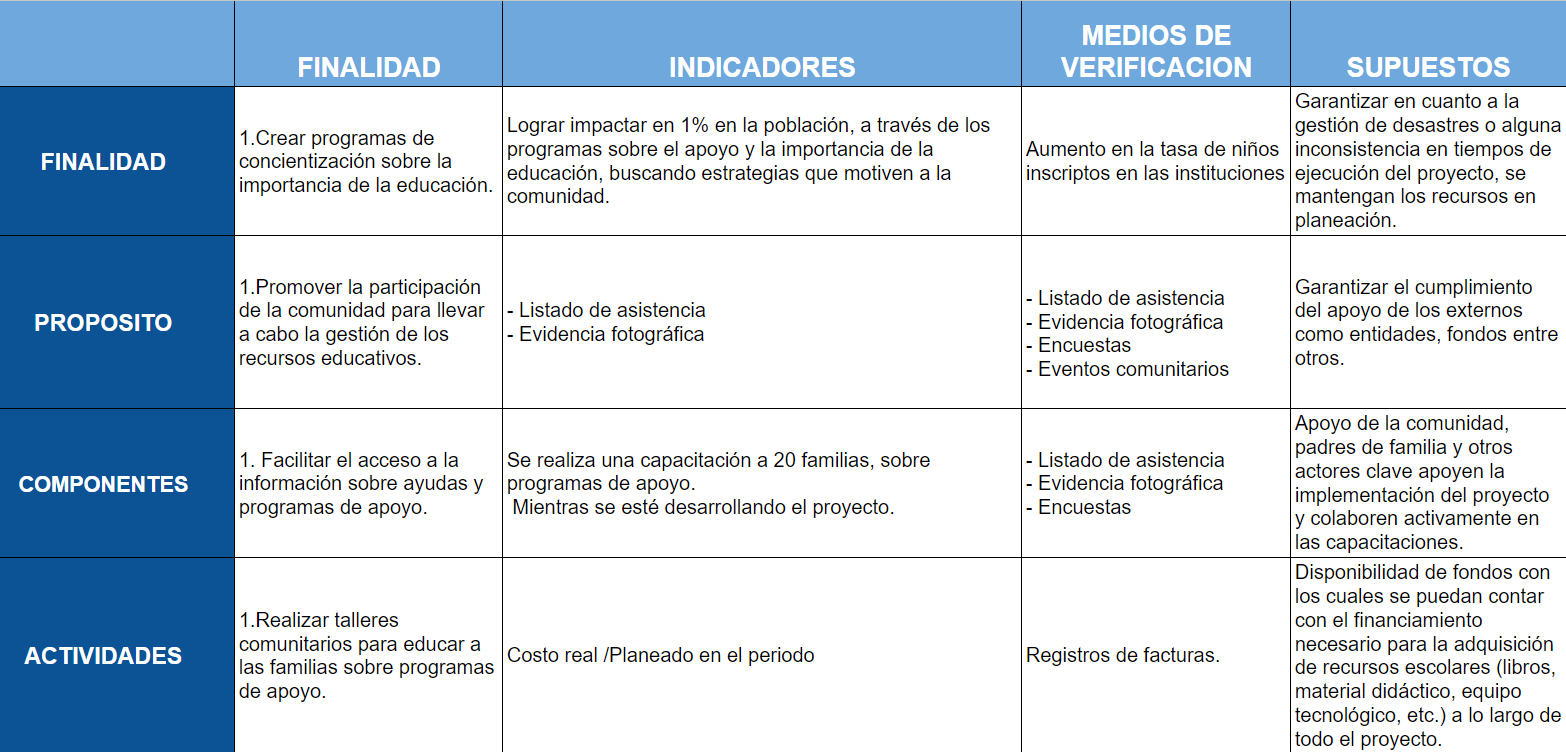 FINALIDAD
INDICADORES
MEDIOS DE
VERIFICACION
SUPUESTOS
FINALIDAD
1.Crear programas de
concientización sobre la
importancia de la educación.
Lograr impactar en 1% en la población, a través de los
programas sobre el apoyo y la importancia de la
educación, buscando estrategias que motiven a la
comunidad.
Aumento en la tasa de niños
inscriptos en las instituciones
Garantizar en cuanto a la
gestión de desastres o alguna
inconsistencia en tiempos de
ejecución del proyecto, se
mantengan los recursos en
planeación.
PROPOSITO
1.Promover la participación
de la comunidad para llevar
a cabo la gestión de los
recursos educativos.
- Listado de asistencia
- Evidencia fotográfica
- Listado de asistencia
- Evidencia fotográfica
- Encuestas
- Eventos comunitarios
Garantizar el cumplimiento
del apoyo de los externos
como entidades, fondos entre
otros.
COMPONENTES
1. Facilitar el acceso a la
información sobre ayudas y
programas de apoyo.
Se realiza una capacitación a 20 familias, sobre
programas de apoyo.
Mientras se esté desarrollando el proyecto.
- Listado de asistencia
- Evidencia fotográfica
- Encuestas
Apoyo de la comunidad,
padres de familia y otros
actores clave apoyen la
implementación del proyecto
y colaboren activamente en
las capacitaciones.
ACTIVIDADES
1.Realizar talleres
comunitarios para educar a
las familias sobre programas
de apoyo.
Costo real /Planeado en el periodo
Registros de facturas.
Disponibilidad de fondos con
los cuales se puedan contar
con el financiamiento
necesario para la adquisición
de recursos escolares (libros,
material didáctico, equipo
tecnológico, etc.) a lo largo de
todo el proyecto.